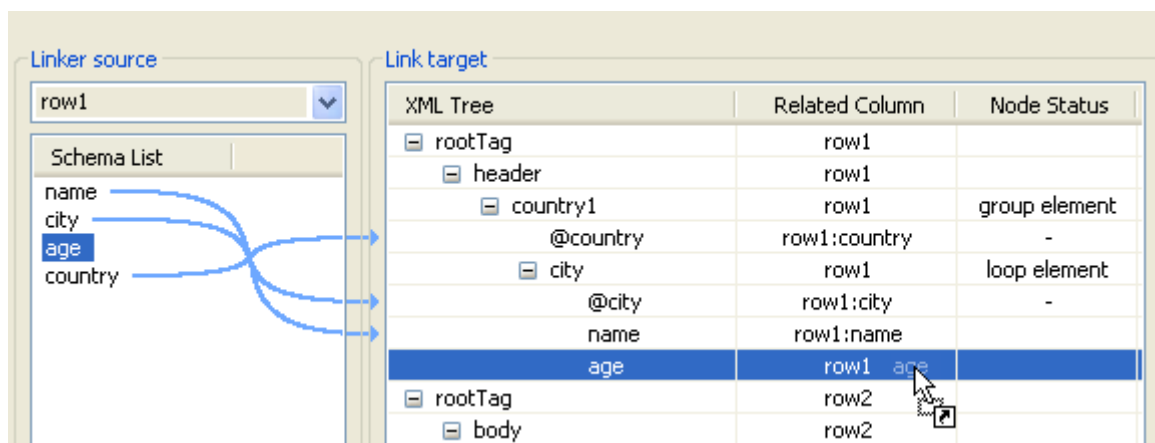 Linker source
row1
Schema List
name
city
age
country
Link target
XML Tree Related Column Node Status
rootTag row1
header row1
country1 row1 group element
@country row1:country -
city row1 loop element
@city row1:city -
name row1:name
age row1 age
rootTag row2
body row2